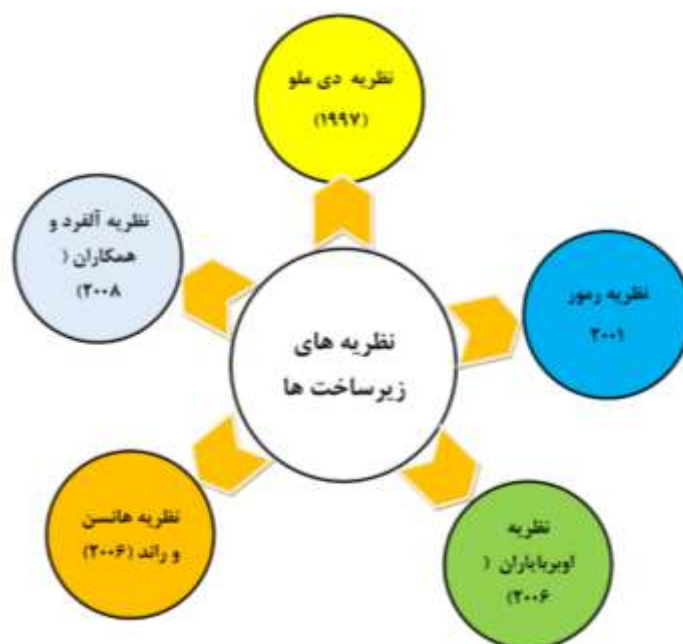 نظریه دی ملو
(۱۹۹۷)
نظریه رمور
۲۰۰۱
نظریه
اوبریاباران (
۲۰۰۶)
نظریه هانسن
و راند (۲۰۰۶)
نظریه آلفرد و
همکاران (
۲۰۰۸)
نظریه های
زیرساخت ها